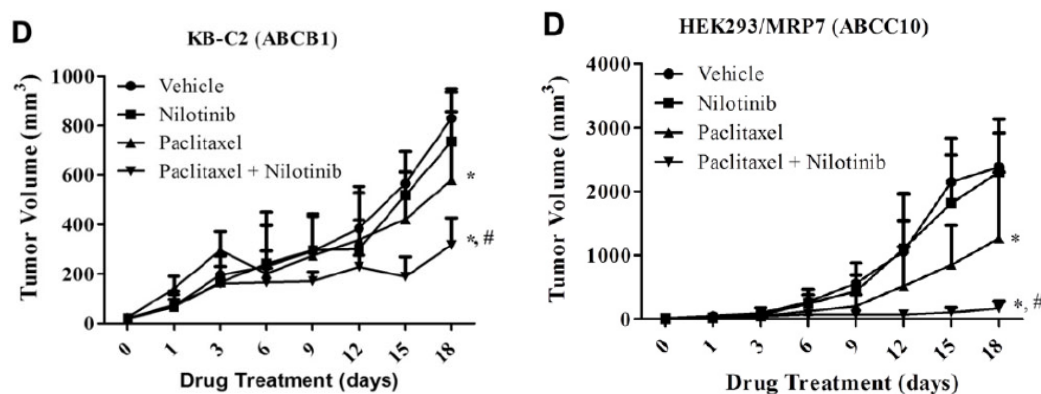 D
KB-C2 (ABCB1)
Tumor Volume (mm³)
1000
800
600
400
200
0
Vehicle
Nilotinib
Paclitaxel
Paclitaxel + Nilotinib
*
*, #
0 1 3 6 9 12 15 18
Drug Treatment (days)
D
HEK293/MRP7 (ABCC10)
Tumor Volume (mm³)
4000
3000
2000
1000
0
Vehicle
Nilotinib
Paclitaxel
Paclitaxel + Nilotinib
*
*, #
0 1 3 6 9 12 15 18
Drug Treatment (days)